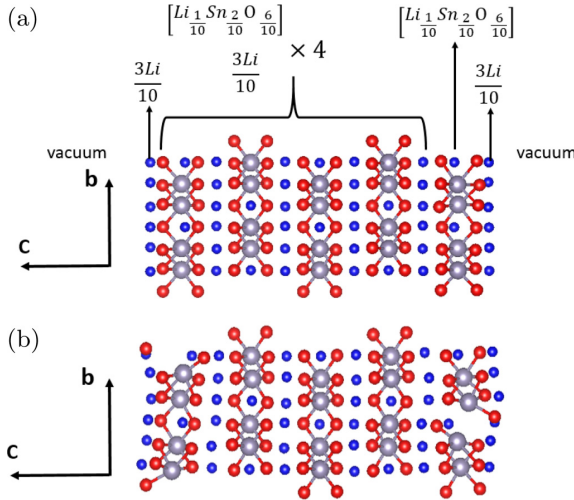 (a)
[Li 1/10 Sn 2/10 O 6/10]
[Li 1/10 Sn 2/10 O 6/10]
3Li/10
3Li/10
× 4
3Li/10
vacuum
vacuum
b
c
(b)
b
c